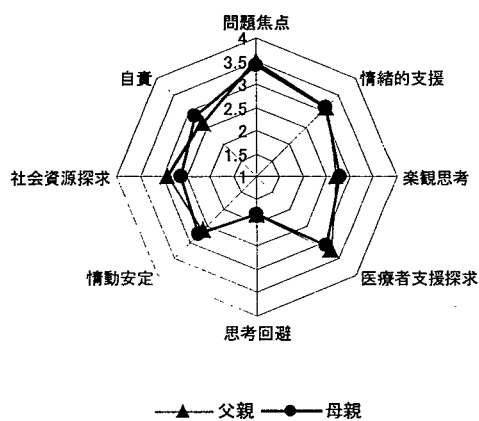 問題焦点
4
3.5
3
2.5
2
1.5
1
情緒的支援
楽観思考
医療者支援探求
思考回避
情動安定
社会資源探求
自責
父親 母親